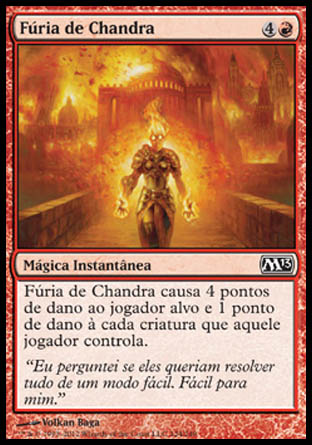 Fúria de Chandra 4
Mágica Instantânea M13
Fúria de Chandra causa 4 pontos
de dano ao jogador alvo e 1 ponto
de dano à cada criatura que aquele
jogador controla.
“Eu perguntei se eles queriam resolver
tudo de um modo fácil. Fácil para
mim.”
Volkan Baga